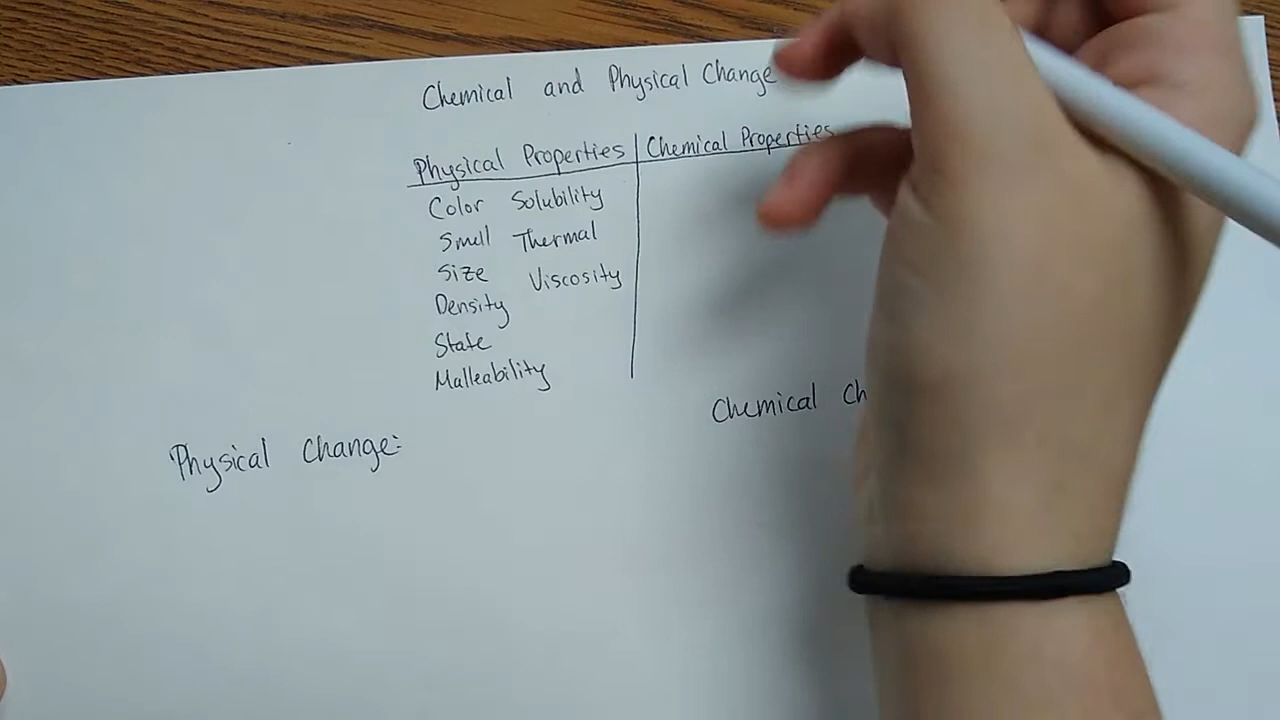 Chemical and Physical Change
Physical Properties Chemical Properties
Color Solubility
Smell Thermal
Size Viscosity
Density
State
Malleability
Chemical Ch
Physical Change: